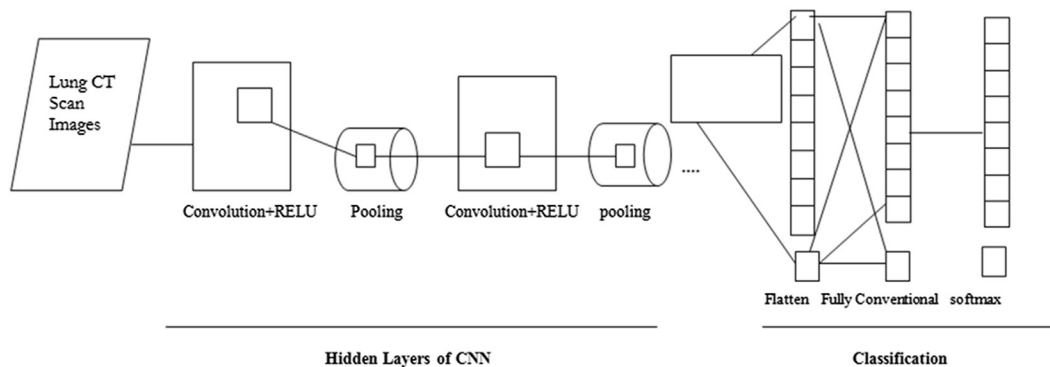 Lung CT
Scan
Images
Convolution+RELU
Pooling
Convolution+RELU
pooling
....
Flatten
Fully Conventional
softmax
Hidden Layers of CNN
Classification